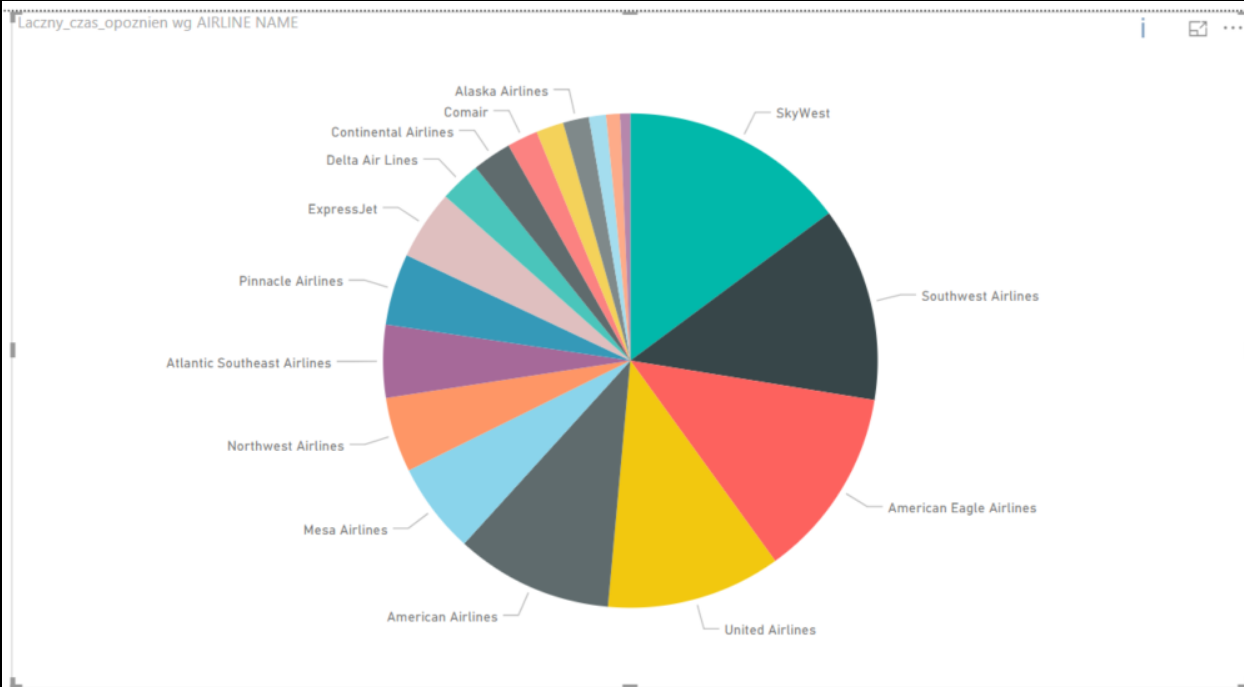 Laczny_czas_opoznien wg AIRLINE NAME
Alaska Airlines
Comair
SkyWest
Continental Airlines
Delta Air Lines
ExpressJet
Pinnacle Airlines
Southwest Airlines
Atlantic Southeast Airlines
Northwest Airlines
American Eagle Airlines
Mesa Airlines
American Airlines
United Airlines